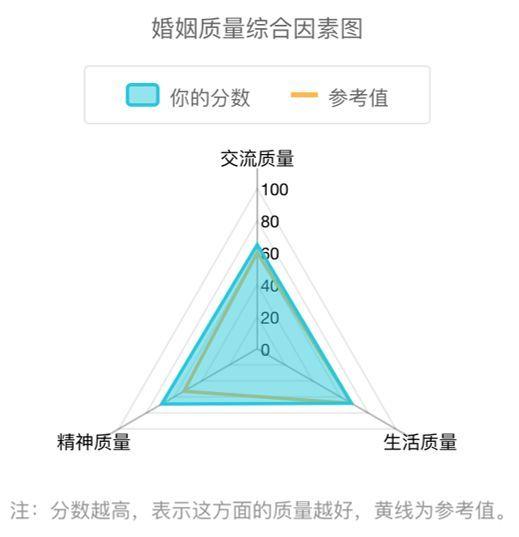 婚姻质量综合因素图
你的分数 参考值
交流质量
100
80
60
40
20
0
精神质量 生活质量
注：分数越高，表示这方面的质量越好，黄线为参考值。